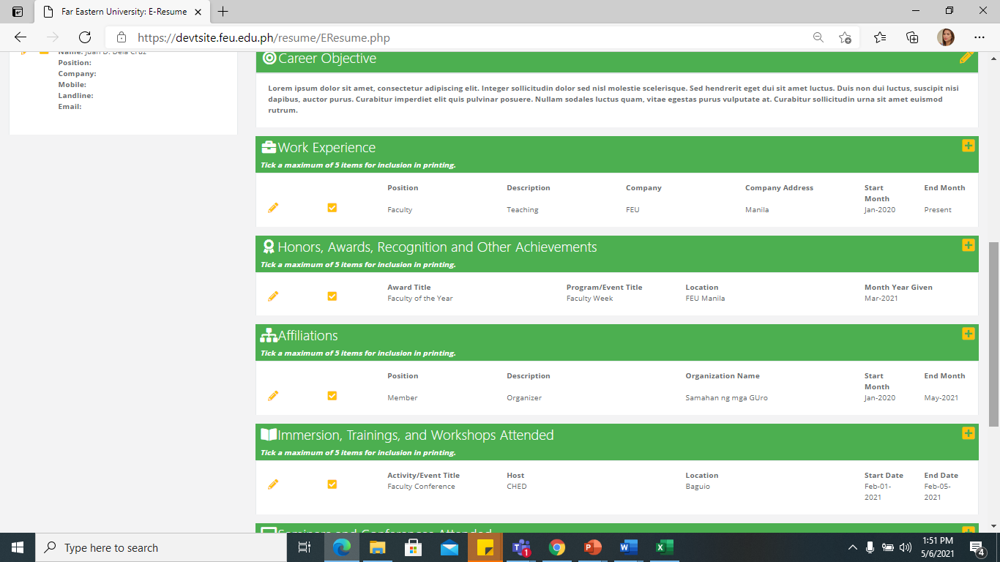 Far Eastern University: E-Resume
https://devtsite.feu.edu.ph/resume/EResume.php
Name: Juan D. Dela Cruz
Position:
Company:
Mobile:
Landline:
Email:
Career Objective
Lorem ipsum dolor sit amet, consectetur adipiscing elit. Integer sollicitudin dolor sed nisl molestie scelerisque. Sed hendrerit eget dui sit amet luctus. Duis non dui luctus, suscipit nisi
dapibus, auctor purus. Curabitur imperdiet elit quis pulvinar posuere. Nullam sodales luctus quam, vitae egestas purus vulputate at. Curabitur sollicitudin urna sit amet euismod
rutrum.
Work Experience
Tick a maximum of 5 items for inclusion in printing.
Position Description Company Company Address Start Month End Month
Faculty Teaching FEU Manila Jan-2020 Present
Honors, Awards, Recognition and Other Achievements
Tick a maximum of 5 items for inclusion in printing.
Award Title Program/Event Title Location Month Year Given
Faculty of the Year Faculty Week FEU Manila Mar-2021
Affiliations
Tick a maximum of 5 items for inclusion in printing.
Position Description Organization Name Start Month End Month
Member Organizer Samahan ng mga GUro Jan-2020 May-2021
Immersion, Trainings, and Workshops Attended
Tick a maximum of 5 items for inclusion in printing.
Activity/Event Title Host Location Start Date End Date
Faculty Conference CHED Baguio Feb-01-2021 Feb-05-2021
Seminars and Conferences Attended
Type here to search
1
1:51 PM
5/6/2021
4